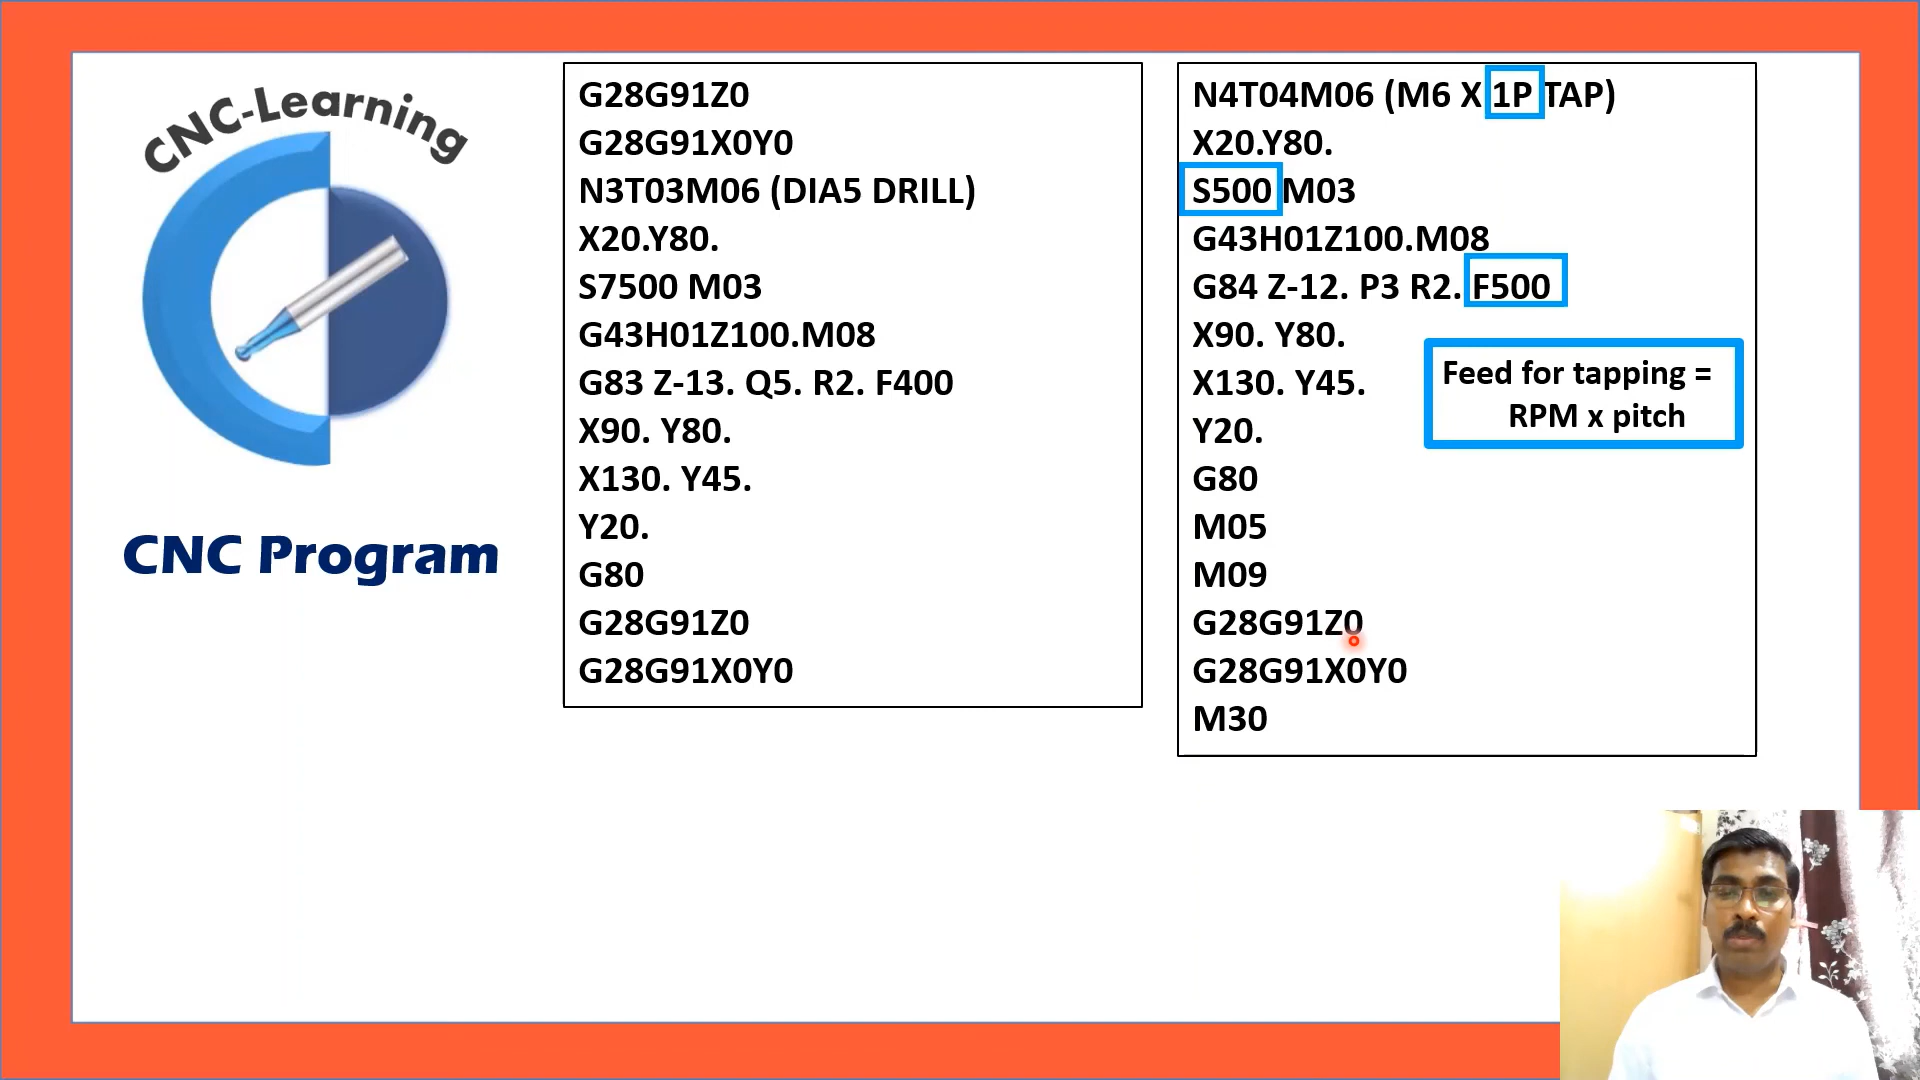 CNC-Learning
CNC Program
G28G91Z0
G28G91X0Y0
N3T03M06 (DIA5 DRILL)
X20.Y80.
S7500 M03
G43H01Z100.M08
G83 Z-13. Q5. R2. F400
X90. Y80.
X130. Y45.
Y20.
G80
G28G91Z0
G28G91X0Y0
N4T04M06 (M6 X 1P TAP)
X20.Y80.
S500 M03
G43H01Z100.M08
G84 Z-12. P3 R2. F500
X90. Y80.
X130. Y45.
Y20.
G80
M05
M09
G28G91Z0
G28G91X0Y0
M30
Feed for tapping =
RPM x pitch